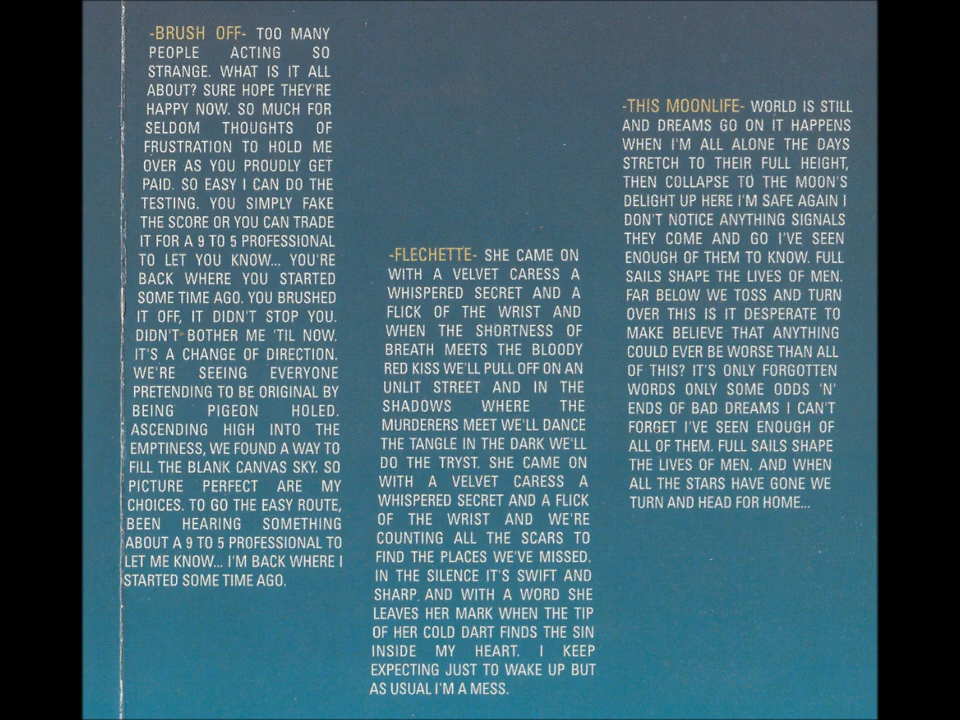 -BRUSH OFF- TOO MANY
PEOPLE ACTING SO
STRANGE. WHAT IS IT ALL
ABOUT? SURE HOPE THEY'RE
HAPPY NOW. SO MUCH FOR
SELDOM THOUGHTS OF
FRUSTRATION TO HOLD ME
OVER AS YOU PROUDLY GET
PAID. SO EASY I CAN DO THE
TESTING. YOU SIMPLY FAKE
THE SCORE OR YOU CAN TRADE
IT FOR A 9 TO 5 PROFESSIONAL
TO LET YOU KNOW... YOU'RE
BACK WHERE YOU STARTED
SOME TIME AGO. YOU BRUSHED
IT OFF, IT DIDN'T STOP YOU.
DIDN'T BOTHER ME 'TIL NOW.
IT'S A CHANGE OF DIRECTION.
WE'RE SEEING EVERYONE
PRETENDING TO BE ORIGINAL BY
BEING PIGEON HOLED.
ASCENDING HIGH INTO THE
EMPTINESS, WE FOUND A WAY TO
FILL THE BLANK CANVAS SKY. SO
PICTURE PERFECT ARE MY
CHOICES. TO GO THE EASY ROUTE,
BEEN HEARING SOMETHING
ABOUT A 9 TO 5 PROFESSIONAL TO
LET ME KNOW... I'M BACK WHERE I
STARTED SOME TIME AGO.
-FLECHETTE- SHE CAME ON
WITH A VELVET CARESS A
WHISPERED SECRET AND A
FLICK OF THE WRIST AND
WHEN THE SHORTNESS OF
BREATH MEETS THE BLOODY
RED KISS WE'LL PULL OFF ON AN
UNLIT STREET AND IN THE
SHADOWS WHERE THE
MURDERERS MEET WE'LL DANCE
THE TANGLE IN THE DARK WE'LL
DO THE TRYST. SHE CAME ON
WITH A VELVET CARESS A
WHISPERED SECRET AND A FLICK
OF THE WRIST AND WE'RE
COUNTING ALL THE SCARS TO
FIND THE PLACES WE'VE MISSED.
IN THE SILENCE IT'S SWIFT AND
SHARP. AND WITH A WORD SHE
LEAVES HER MARK WHEN THE TIP
OF HER COLD DART FINDS THE SIN
INSIDE MY HEART. I KEEP
EXPECTING JUST TO WAKE UP BUT
AS USUAL I'M A MESS.
-THIS MOONLIFE- WORLD IS STILL
AND DREAMS GO ON IT HAPPENS
WHEN I'M ALL ALONE THE DAYS
STRETCH TO THEIR FULL HEIGHT,
THEN COLLAPSE TO THE MOON'S
DELIGHT UP HERE I'M SAFE AGAIN I
DON'T NOTICE ANYTHING SIGNALS
THEY COME AND GO I'VE SEEN
ENOUGH OF THEM TO KNOW. FULL
SAILS SHAPE THE LIVES OF MEN.
FAR BELOW WE TOSS AND TURN
OVER THIS IS IT DESPERATE TO
MAKE BELIEVE THAT ANYTHING
COULD EVER BE WORSE THAN ALL
OF THIS? IT'S ONLY FORGOTTEN
WORDS ONLY SOME ODDS 'N'
ENDS OF BAD DREAMS I CAN'T
FORGET I'VE SEEN ENOUGH OF
ALL OF THEM. FULL SAILS SHAPE
THE LIVES OF MEN. AND WHEN
ALL THE STARS HAVE GONE WE
TURN AND HEAD FOR HOME...